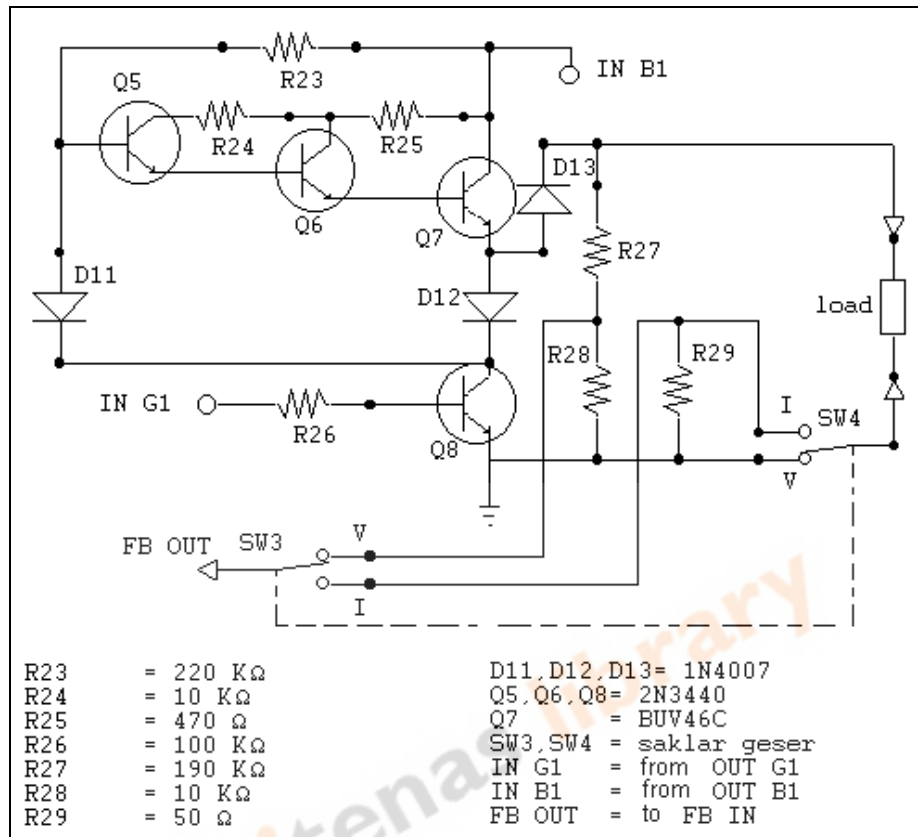 R23
IN B1
Q5
R24
R25
D13
Q6
Q7
R27
D11
D12
load
R28
R29
IN G1
R26
Q8
I
SW4
V
FB OUT
SW3
V
I
R23 = 220 KΩ
R24 = 10 KΩ
R25 = 470 Ω
R26 = 100 KΩ
R27 = 190 KΩ
R28 = 10 KΩ
R29 = 50 Ω
D11,D12,D13= 1N4007
Q5,Q6,Q8= 2N3440
Q7 = BUV46C
SW3,SW4 = saklar geser
IN G1 = from OUT G1
IN B1 = from OUT B1
FB OUT = to FB IN
itenas library